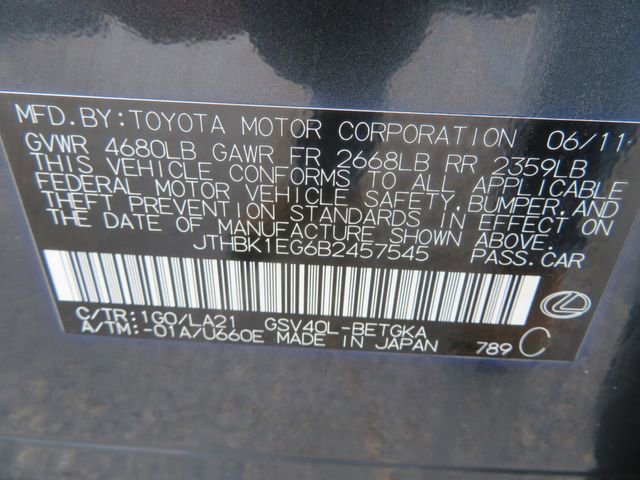 MFD.BY:TOYOTA MOTOR CORPORATION 06/11
GVWR 4680LB GAWR FR 2668LB RR 2359LB
THIS VEHICLE CONFORMS TO ALL APPLICABLE
FEDERAL MOTOR VEHICLE SAFETY,BUMPER,AND
THEFT PREVENTION STANDARDS IN EFFECT ON
THE DATE OF MANUFACTURE SHOWN ABOVE.
JTHBK1EG6B2457545 PASS.CAR
C/TR:1G0/LA21 GSV40L-BETGKA
A/TM:-01A/U660E MADE IN JAPAN 789 C